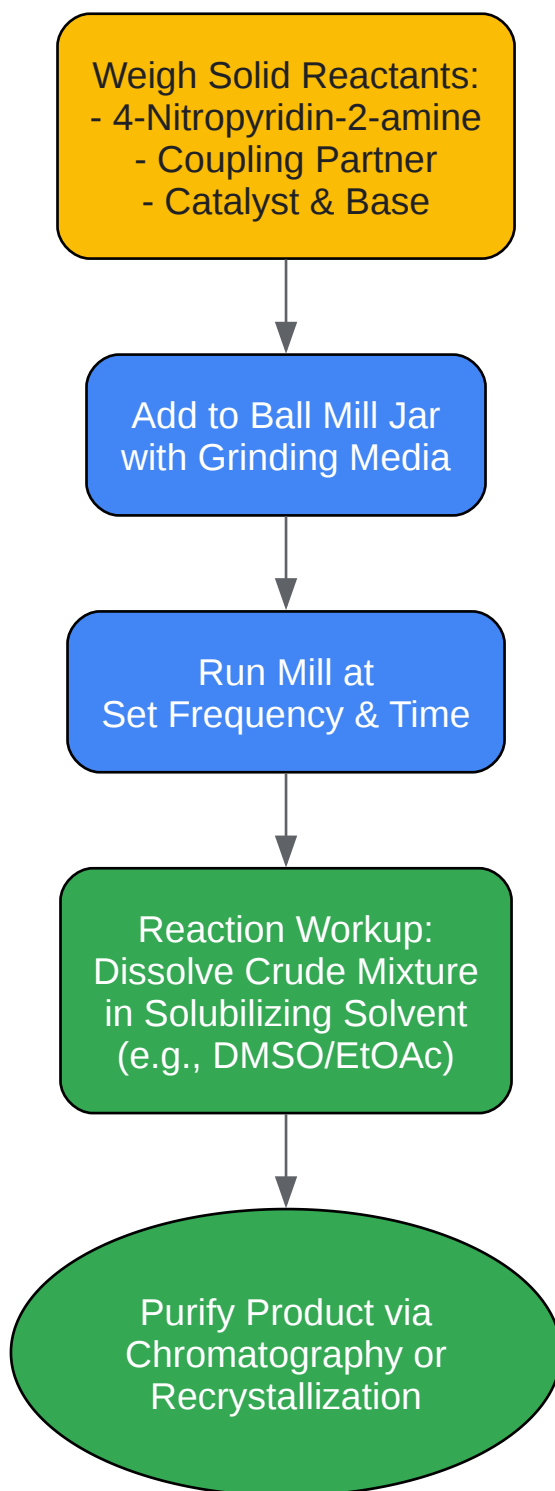 Weigh Solid Reactants:
- 4-Nitropyridin-2-amine
- Coupling Partner
- Catalyst & Base
Add to Ball Mill Jar
with Grinding Media
Run Mill at
Set Frequency & Time
Reaction Workup:
Dissolve Crude Mixture
in Solubilizing Solvent
(e.g., DMSO/EtOAc)
Purify Product via
Chromatography or
Recrystallization